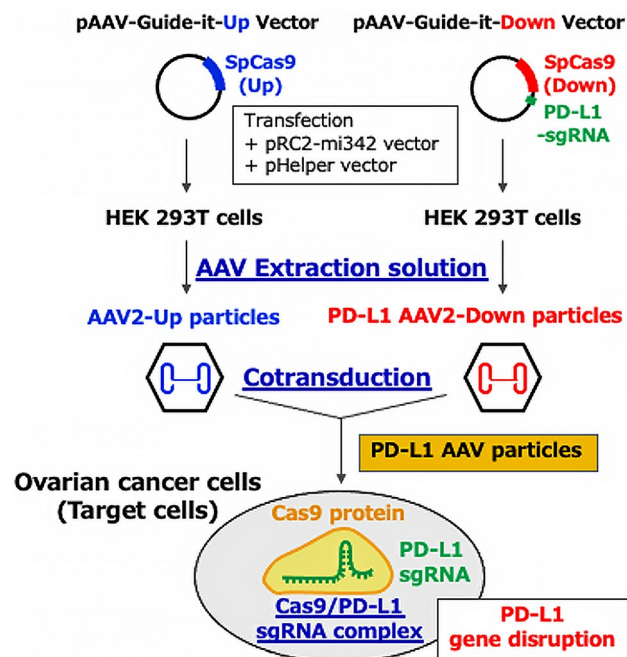 pAAV-Guide-it-Up Vector
pAAV-Guide-it-Down Vector
SpCas9
(Up)
SpCas9
(Down)
PD-L1
-sgRNA
Transfection
+ pRC2-mi342 vector
+ pHelper vector
HEK 293T cells
HEK 293T cells
AAV Extraction solution
AAV2-Up particles
PD-L1 AAV2-Down particles
Cotransduction
PD-L1 AAV particles
Ovarian cancer cells
(Target cells)
Cas9 protein
PD-L1
sgRNA
Cas9/PD-L1
sgRNA complex
PD-L1
gene disruption